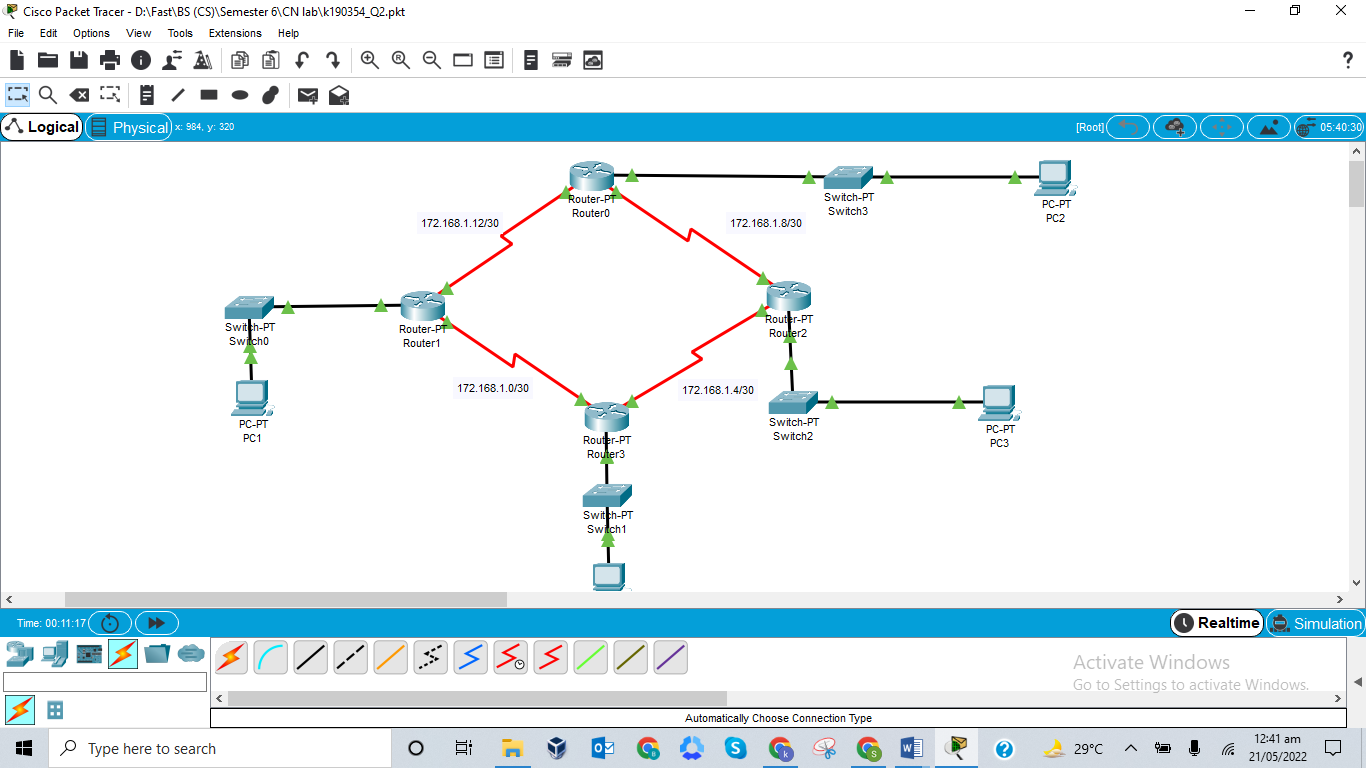 Cisco Packet Tracer - D:\Fast\BS (CS)\Semester 6\CN lab\k190354_Q2.pkt
File Edit Options View Tools Extensions Help
?
Logical
Physical
x: 984, y: 320
[Root]
05:40:30
Router-PT
Router0
Switch-PT
Switch3
PC-PT
PC2
172.168.1.12/30
172.168.1.8/30
Switch-PT
Switch0
Router-PT
Router1
Router-PT
Router2
PC-PT
PC1
172.168.1.0/30
172.168.1.4/30
Router-PT
Router3
Switch-PT
Switch2
PC-PT
PC3
Switch-PT
Switch1
Time: 00:11:17
Realtime
Simulation
Activate Windows
Go to Settings to activate Windows.
Automatically Choose Connection Type
Type here to search
29°C
12:41 am
21/05/2022